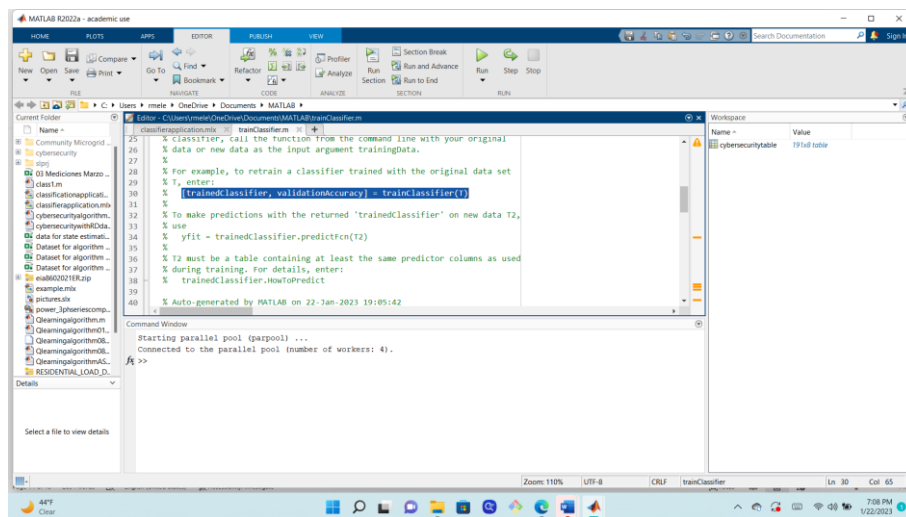 MATLAB R2022a - academic use
HOME PLOTS APPS EDITOR PUBLISH VIEW
Search Documentation
Sign In
New Open Save Compare Print
Go To Find Bookmark
Refactor
Profiler Analyze
Run Section
Section Break
Run and Advance
Run to End
Run Step Stop
FILE NAVIGATE CODE ANALYZE SECTION RUN
C: Users rmele OneDrive Documents MATLAB
Current Folder
Name
Community Microgrid ...
cybersecurity
slprj
03 Mediciones Marzo ...
class1.m
classificationapplicati...
classifierapplication.mlx
cybersecurityalgorithm...
cybersecuritywithRDda...
data for state estimati...
Dataset for algorithm ...
Dataset for algorithm ...
Dataset for algorithm ...
eia8602021ER.zip
example.mlx
pictures.slx
power_3phseriescomp...
Qlearningalgorithm.m
Qlearningalgorithm01...
Qlearningalgorithm08...
Qlearningalgorithm08...
QlearningalgorithmAS...
RESIDENTIAL_LOAD_D...
Details
Select a file to view details
Editor - C:\Users\rmele\OneDrive\Documents\MATLAB\trainClassifier.m
classifierapplication.mlx trainClassifier.m
25 % classifier, call the function from the command line with your original
26 % data or new data as the input argument trainingData.
27 %
28 % For example, to retrain a classifier trained with the original data set
29 % T, enter:
30 % [trainedClassifier, validationAccuracy] = trainClassifier(T)
31 %
32 % To make predictions with the returned 'trainedClassifier' on new data T2,
33 % use
34 % yfit = trainedClassifier.predictFcn(T2)
35 %
36 % T2 must be a table containing at least the same predictor columns as used
37 % during training. For details, enter:
38 % trainedClassifier.HowToPredict
39
40 % Auto-generated by MATLAB on 22-Jan-2023 19:05:42
Command Window
Starting parallel pool (parpool) ...
Connected to the parallel pool (number of workers: 4).
fx >>
Workspace
Name Value
cybersecuritytable 191x8 table
Zoom: 110% UTF-8 CRLF trainClassifier Ln 30 Col 65
44°F
Clear
7:08 PM
1/22/2023